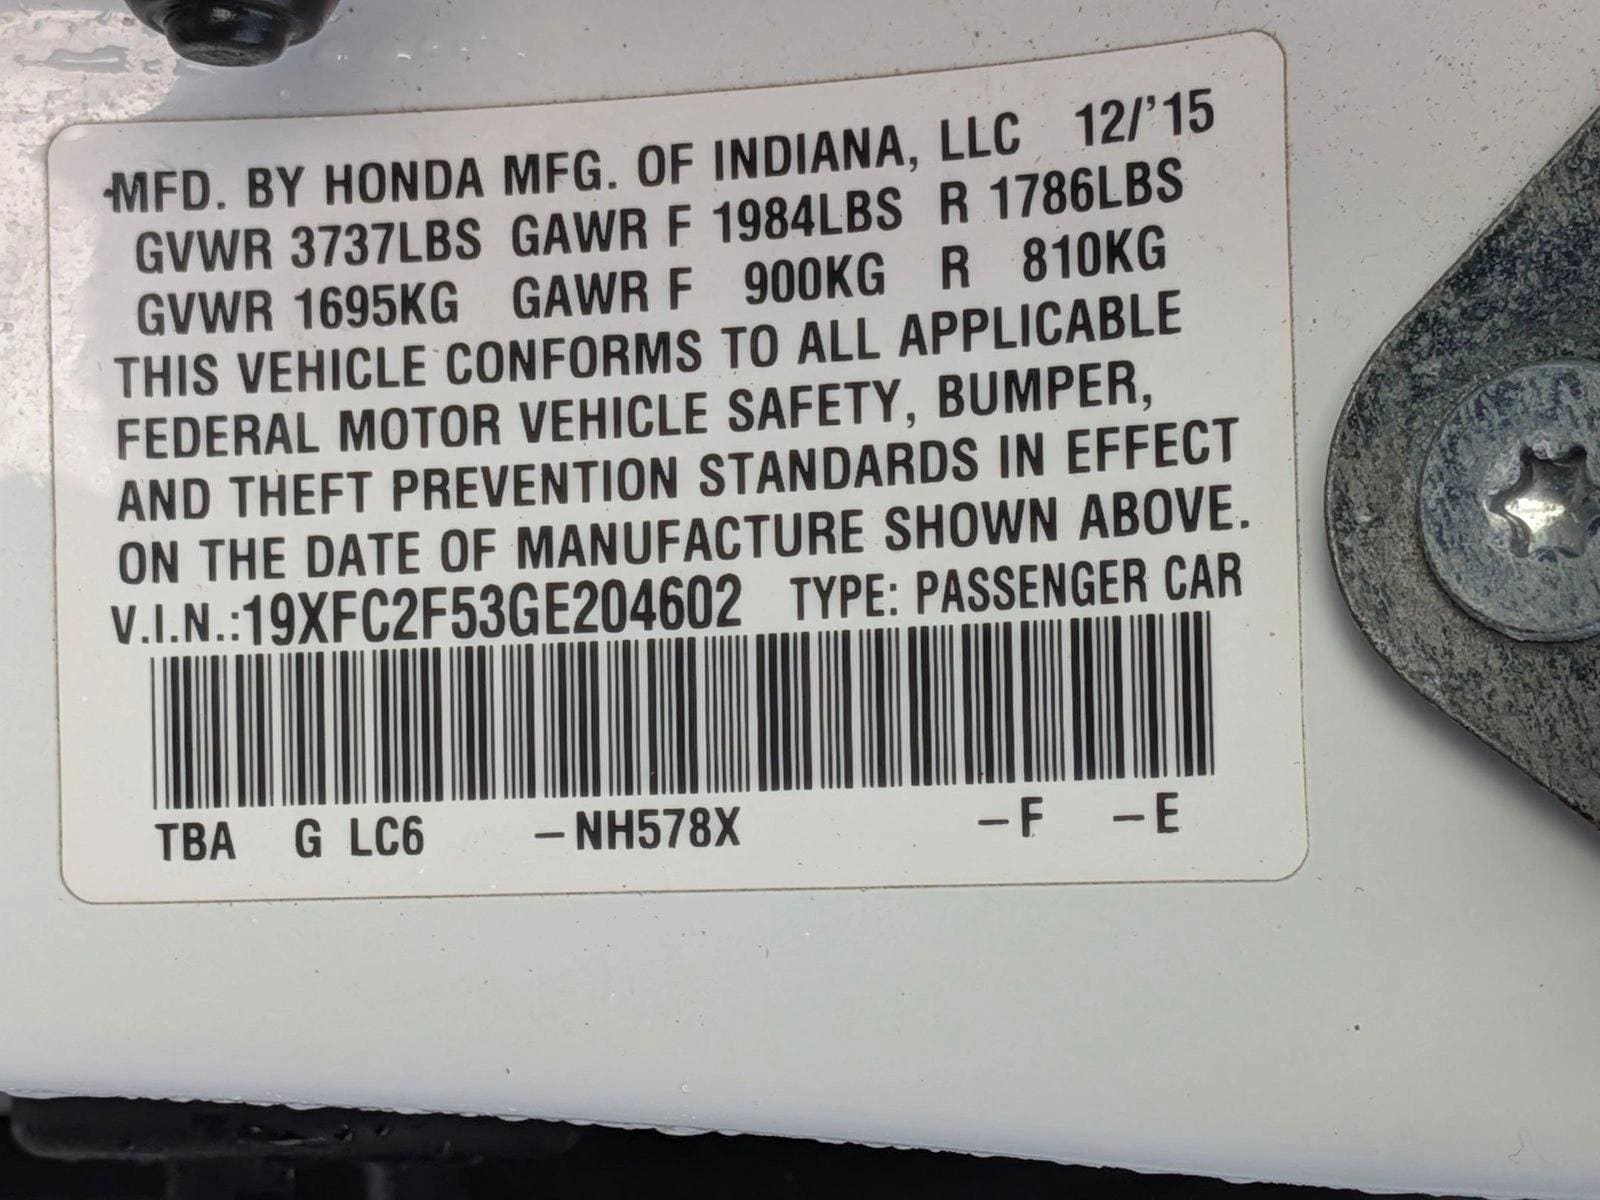 MFD. BY HONDA MFG. OF INDIANA, LLC 12/'15
GVWR 3737LBS GAWR F 1984LBS R 1786LBS
GVWR 1695KG GAWR F 900KG R 810KG
THIS VEHICLE CONFORMS TO ALL APPLICABLE
FEDERAL MOTOR VEHICLE SAFETY, BUMPER,
AND THEFT PREVENTION STANDARDS IN EFFECT
ON THE DATE OF MANUFACTURE SHOWN ABOVE.
V.I.N.:19XFC2F53GE204602 TYPE: PASSENGER CAR
TBA G LC6 –NH578X –F –E